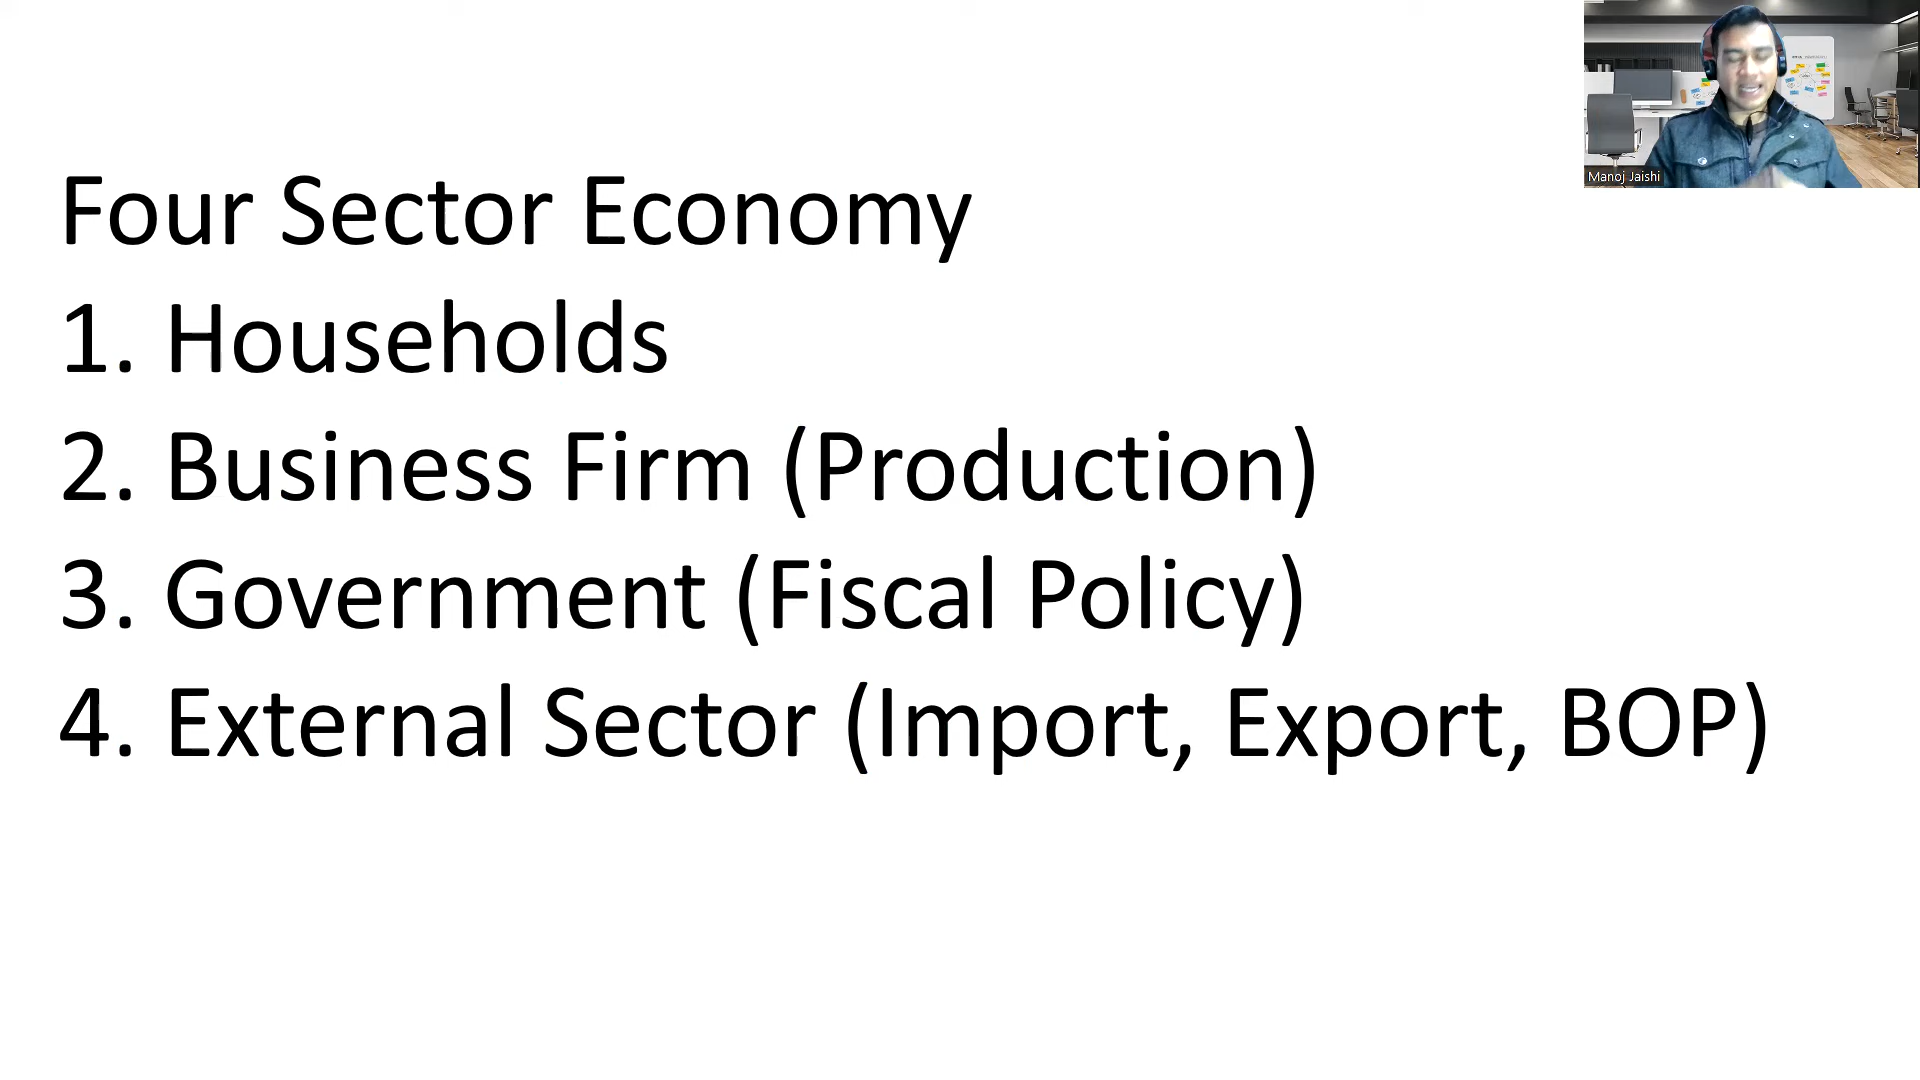 Four Sector Economy
1. Households
2. Business Firm (Production)
3. Government (Fiscal Policy)
4. External Sector (Import, Export, BOP)
Manoj Jaishi